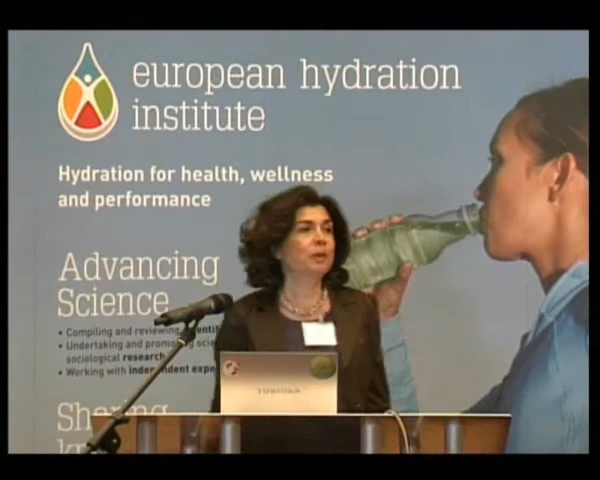 european hydration
institute
Hydration for health, wellness
and performance
Advancing
Science
• Compiling and reviewing
• Undertaking and promoting
sociological research
• Working with independent
Sharing
TOSHIBA